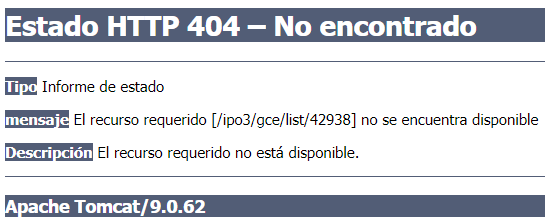 Estado HTTP 404 – No encontrado
Tipo Informe de estado
mensaje El recurso requerido [/ipo3/gce/list/42938] no se encuentra disponible
Descripción El recurso requerido no está disponible.
Apache Tomcat/9.0.62